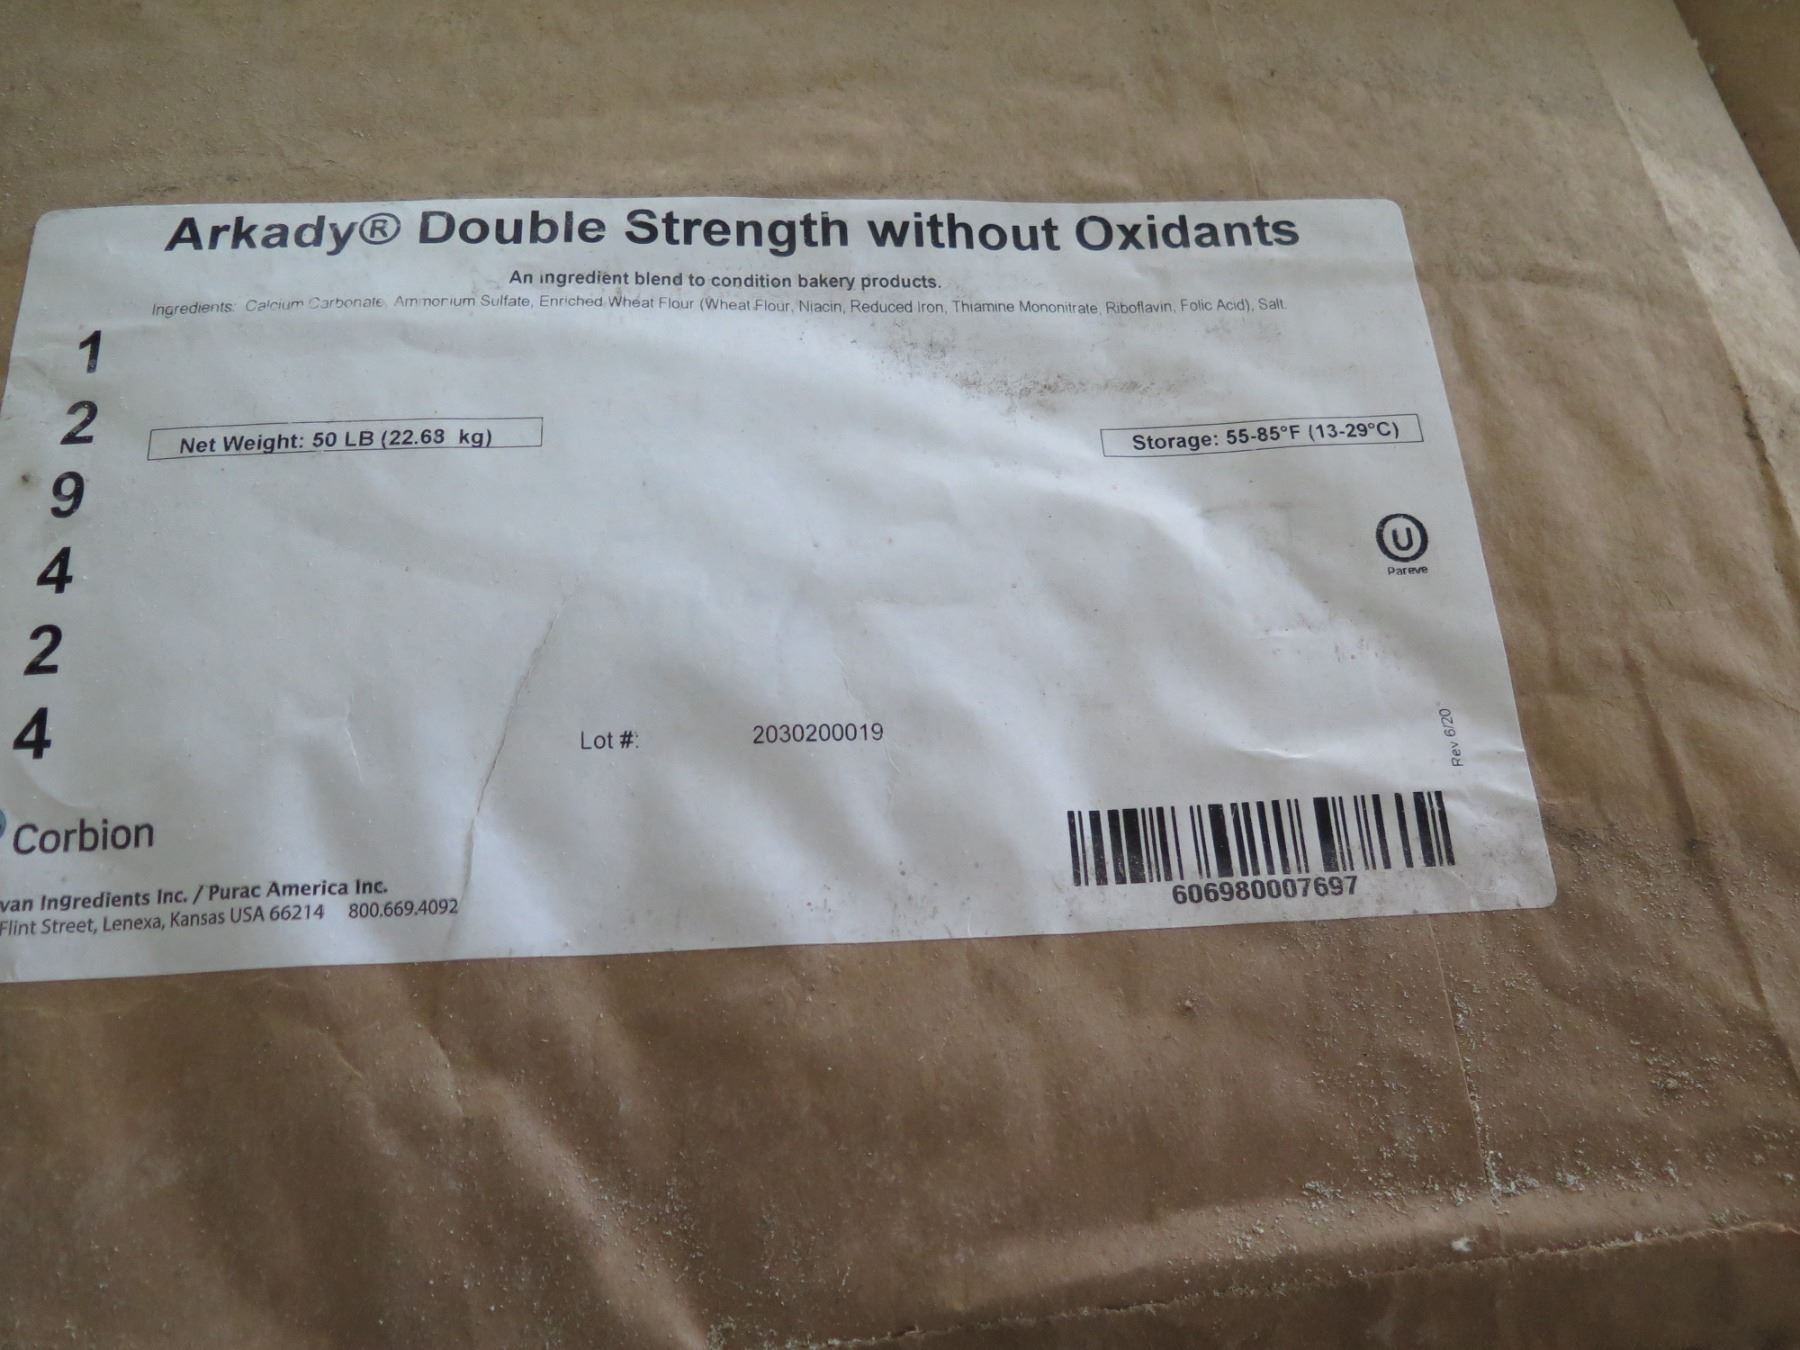 Arkady® Double Strength without Oxidants
An ingredient blend to condition bakery products.
Ingredients: Calcium Carbonate, Ammonium Sulfate, Enriched Wheat Flour (Wheat Flour, Niacin, Reduced Iron, Thiamine Mononitrate, Riboflavin, Folic Acid), Salt.
1
2
9
4
2
4
Net Weight: 50 LB (22.68 kg)
Storage: 55-85°F (13-29°C)
U
Pareve
Lot #: 2030200019
Rev 6/20
606980007697
Corbion
van Ingredients Inc. / Purac America Inc.
Flint Street, Lenexa, Kansas USA 66214 800.669.4092